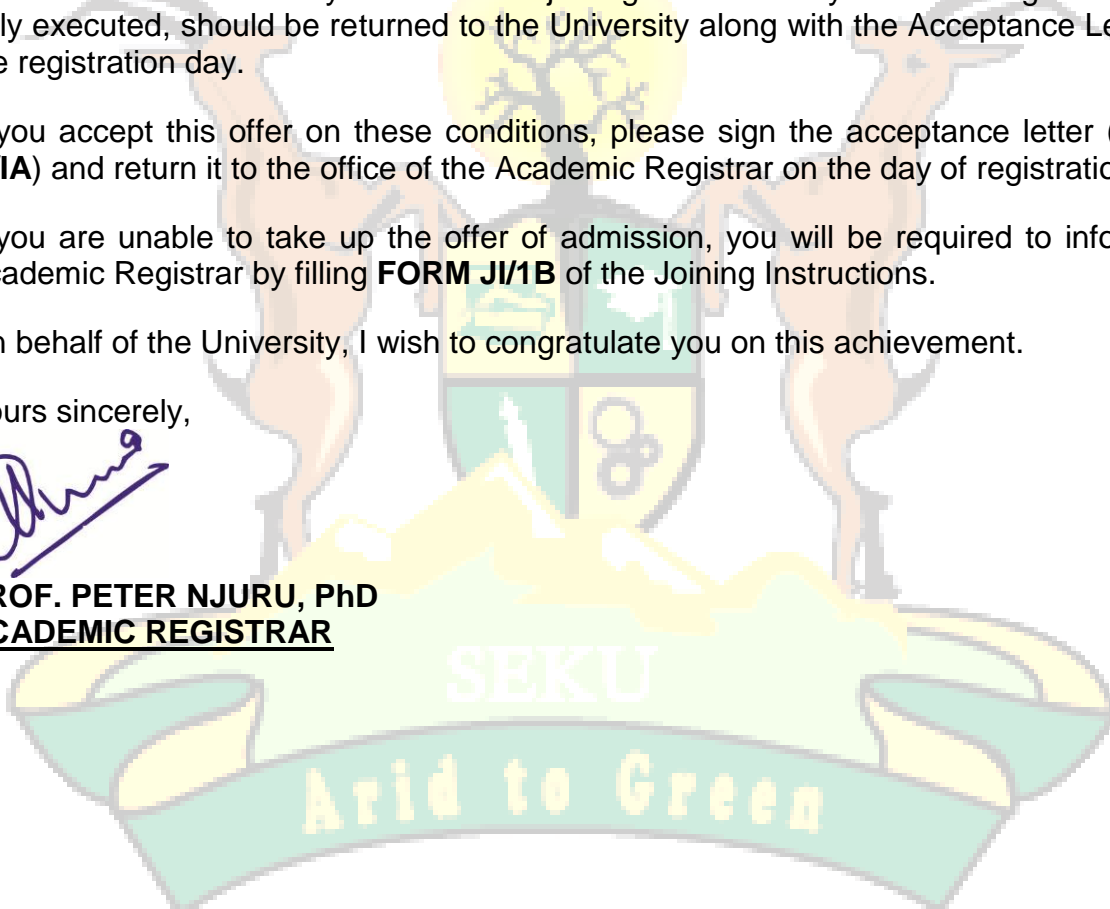 ly executed, should be returned to the University along with the Acceptance Le
e registration day.
you accept this offer on these conditions, please sign the acceptance letter (
/IA) and return it to the office of the Academic Registrar on the day of registratio
you are unable to take up the offer of admission, you will be required to info
cademic Registrar by filling FORM JI/1B of the Joining Instructions.
n behalf of the University, I wish to congratulate you on this achievement.
ours sincerely,
ROF. PETER NJURU, PhD
CADEMIC REGISTRAR
SEKU
Arid to Green